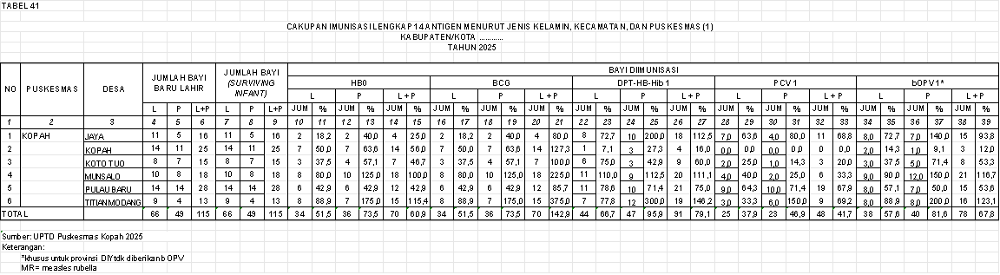 TABEL 41
CAKUPAN IMUNISASI LENGKAP 14 ANTIGEN MENURUT JENIS KELAMIN, KECAMATAN, DAN PUSKESMAS (1)
KABUPATEN/KOTA ............
TAHUN 2025
NO PUSKESMAS DESA JUMLAH BAYI BARU LAHIR JUMLAH BAYI (SURVIVING INFANT) BAYI DIIMUNISASI
HB0 BCG DPT-HB-Hib 1 PCV 1 bOPV1*
L P L + P L P L + P L P L + P L P L + P L P L + P
L P L+P L P L+P JUM % JUM % JUM % JUM % JUM % JUM % JUM % JUM % JUM % JUM % JUM % JUM % JUM % JUM % JUM %
1 2 3 4 5 6 7 8 9 10 11 12 13 14 15 16 17 18 19 20 21 22 23 24 25 26 27 28 29 30 31 32 33 34 35 36 37 38 39
1 KOPAH JAYA 11 5 16 11 5 16 2 18,2 2 40,0 4 25,0 2 18,2 2 40,0 4 80,0 8 72,7 10 200,0 18 112,5 7,0 63,6 4,0 80,0 11 68,8 8,0 72,7 7,0 140,0 15 93,8
2 KOPAH 14 11 25 14 11 25 7 50,0 7 63,6 14 56,0 7 50,0 7 63,6 14 127,3 1 7,1 3 27,3 4 16,0 0,0 0,0 0,0 0,0 0 0,0 2,0 14,3 1,0 9,1 3 12,0
3 KOTO TUO 8 7 15 8 7 15 3 37,5 4 57,1 7 46,7 3 37,5 4 57,1 7 100,0 6 75,0 3 42,9 9 60,0 2,0 25,0 1,0 14,3 3 20,0 3,0 37,5 5,0 71,4 8 53,3
4 MUNSALO 10 8 18 10 8 18 8 80,0 10 125,0 18 100,0 8 80,0 10 125,0 18 225,0 11 110,0 9 112,5 20 111,1 4,0 40,0 2,0 25,0 6 33,3 9,0 90,0 12,0 150,0 21 116,7
5 PULAU BARU 14 14 28 14 14 28 6 42,9 6 42,9 12 42,9 6 42,9 6 42,9 12 85,7 11 78,6 10 71,4 21 75,0 9,0 64,3 10,0 71,4 19 67,9 8,0 57,1 7,0 50,0 15 53,6
6 TITIAN MODANG 9 4 13 9 4 13 8 88,9 7 175,0 15 115,4 8 88,9 7 175,0 15 375,0 7 77,8 12 300,0 19 146,2 3,0 33,3 6,0 150,0 9 69,2 8,0 88,9 8,0 200,0 16 123,1
TOTAL 66 49 115 66 49 115 34 51,5 36 73,5 70 60,9 34 51,5 36 73,5 70 142,9 44 66,7 47 95,9 91 79,1 25 37,9 23 46,9 48 41,7 38 57,6 40 81,6 78 67,8
Sumber: UPTD Puskesmas Kopah 2025
Keterangan:
*khusus untuk provinsi DIY tdk diberikan b OPV
MR = measles rubella